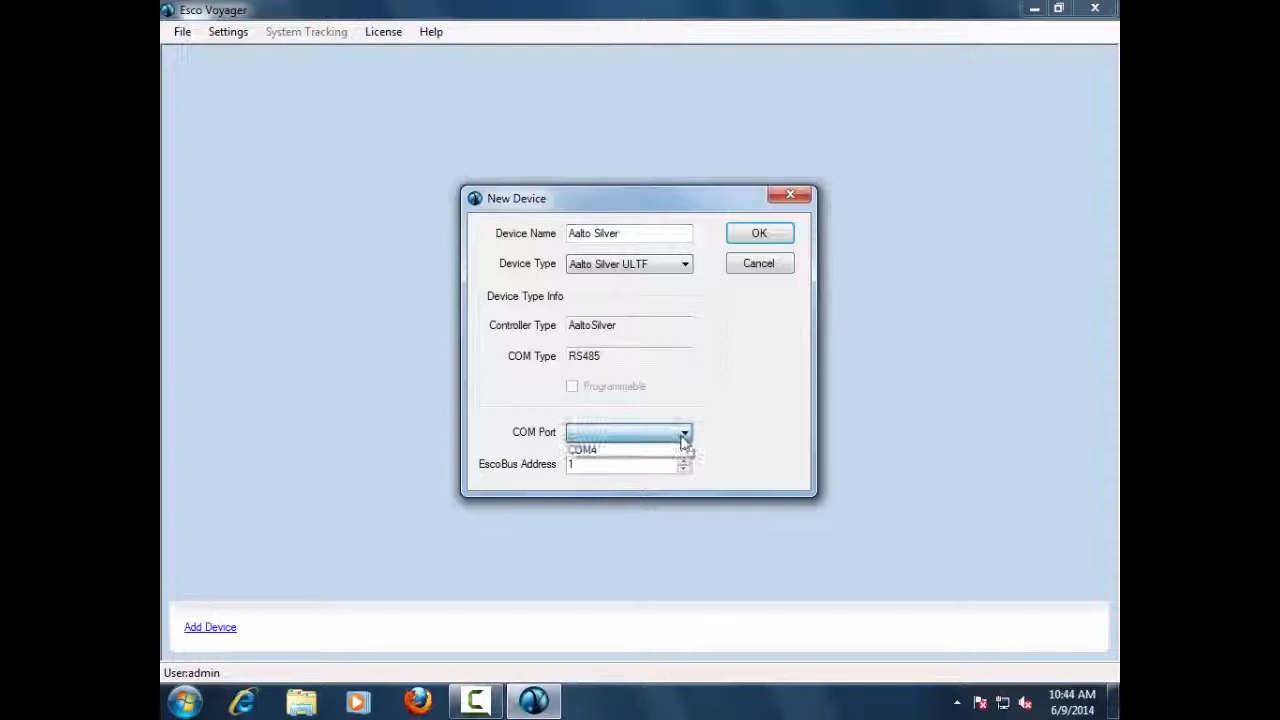 Esco Voyager
File Settings System Tracking License Help
New Device
Device Name Aalto Silver OK
Device Type Aalto Silver ULTF Cancel
Device Type Info
Controller Type AaltoSilver
COM Type RS485
Programmable
COM Port
COM4
EscoBus Address 1
Add Device
User:admin
10:44 AM
6/9/2014